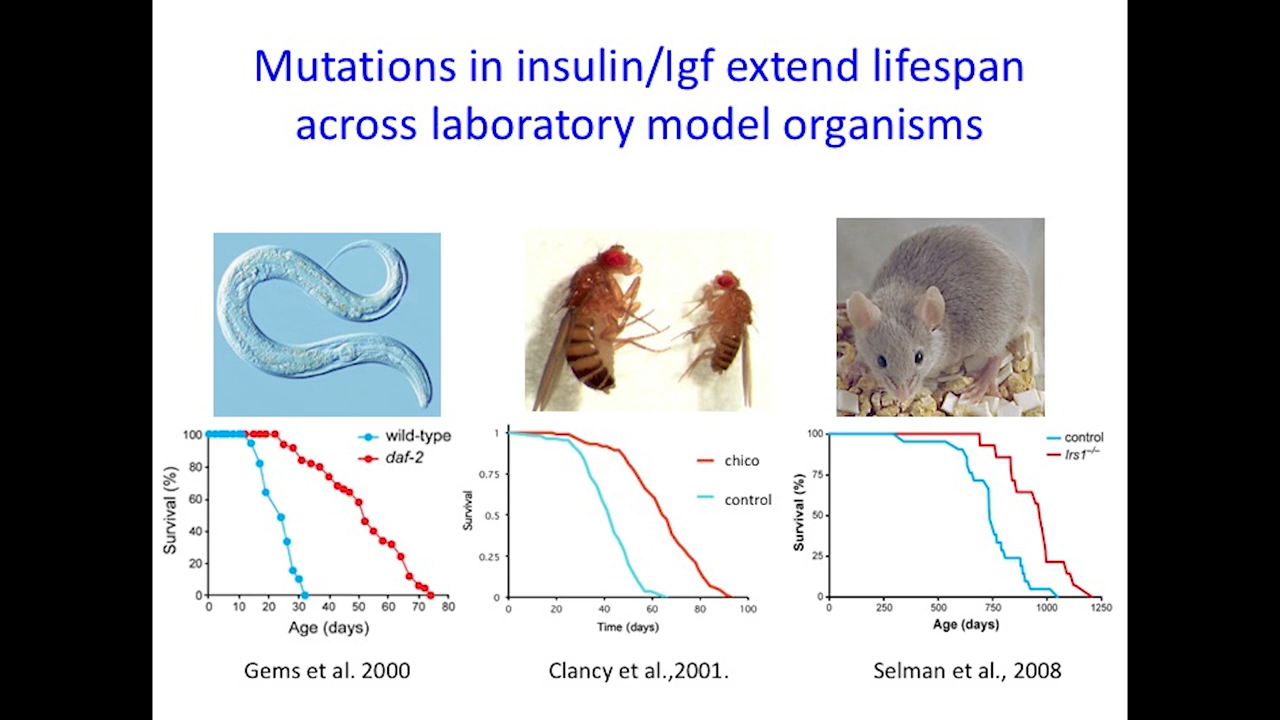 Mutations in insulin/Igf extend lifespan
across laboratory model organisms
100
80
60
40
20
0
Survival (%)
0 10 20 30 40 50 60 70 80
Age (days)
wild-type
daf-2
Gems et al. 2000
1
0.75
0.5
0.25
0
Survival
0 20 40 60 80 100
Time (days)
chico
control
Clancy et al.,2001.
100
75
50
25
0
Survival (%)
0 250 500 750 1000 1250
Age (days)
control
Irs1⁻/⁻
Selman et al., 2008